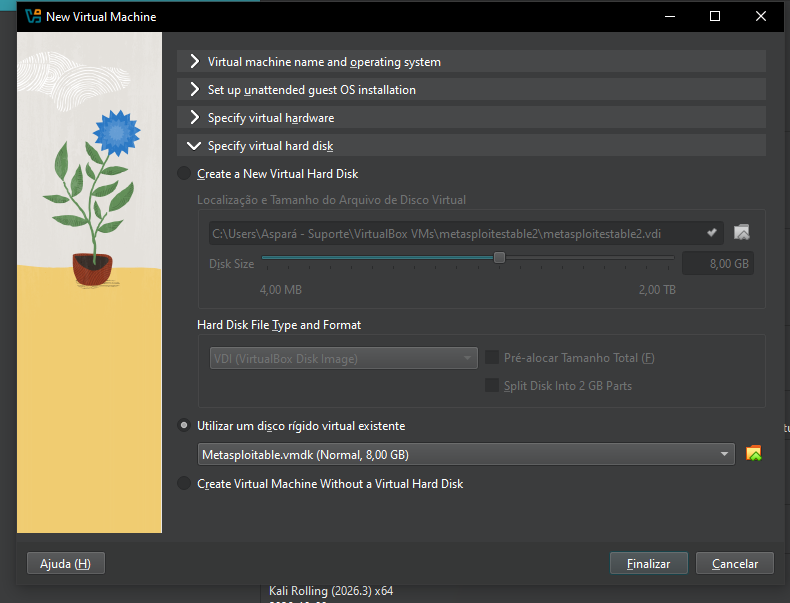 New Virtual Machine
Virtual machine name and operating system
Set up unattended guest OS installation
Specify virtual hardware
Specify virtual hard disk
Create a New Virtual Hard Disk
Localização e Tamanho do Arquivo de Disco Virtual
C:\Users\Aspará - Suporte\VirtualBox VMs\metasploitestable2\metasploitestable2.vdi
Disk Size
8,00 GB
4,00 MB
2,00 TB
Hard Disk File Type and Format
VDI (VirtualBox Disk Image)
Pré-alocar Tamanho Total (F)
Split Disk Into 2 GB Parts
Utilizar um disco rígido virtual existente
Metasploitable.vmdk (Normal, 8,00 GB)
Create Virtual Machine Without a Virtual Hard Disk
Ajuda (H)
Finalizar
Cancelar
Kali Rolling (2026.3) x64